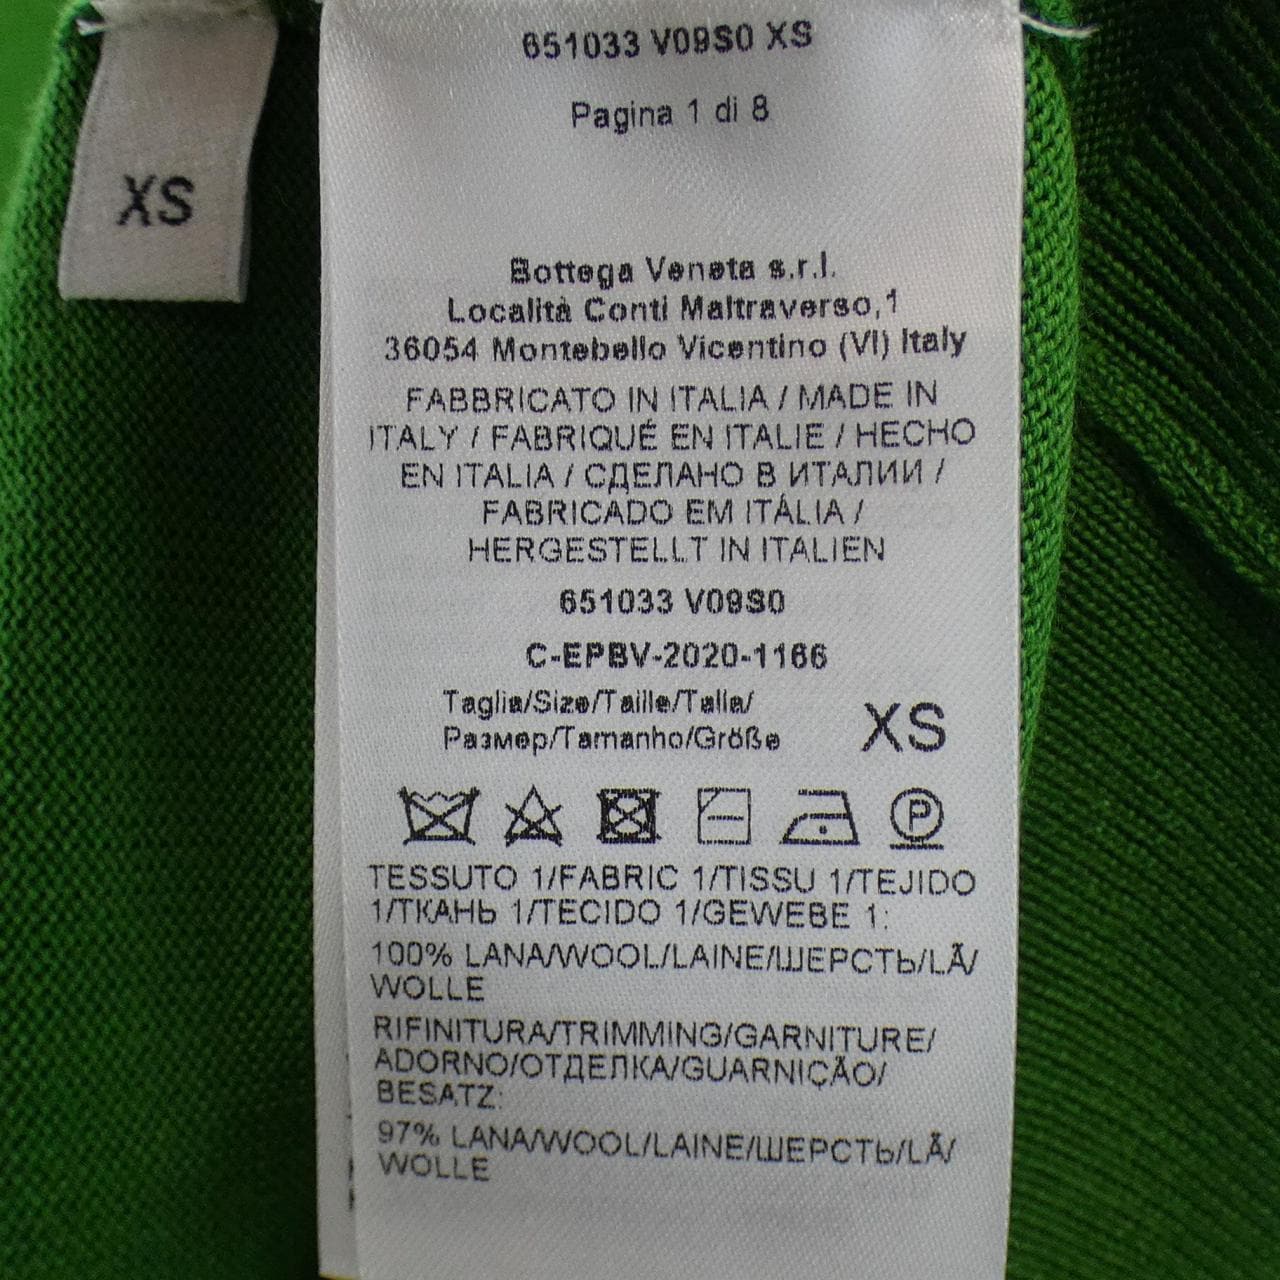 651033 V09S0 XS
Pagina 1 di 8
XS
Bottega Veneta s.r.l.
Località Conti Maltraverso,1
36054 Montebello Vicentino (VI) Italy
FABBRICATO IN ITALIA / MADE IN
ITALY / FABRIQUÉ EN ITALIE / HECHO
EN ITALIA / СДЕЛАНО В ИТАЛИИ /
FABRICADO EM ITÁLIA /
HERGESTELLT IN ITALIEN
651033 V09S0
C-EPBV-2020-1166
Taglia/Size/Taille/Talla/
Размер/Tamanho/Größe
XS
P
TESSUTO 1/FABRIC 1/TISSU 1/TEJIDO
1/ТКАНЬ 1/TECIDO 1/GEWEBE 1:
100% LANA/WOOL/LAINE/ШЕРСТЬ/LÃ/
WOLLE
RIFINITURA/TRIMMING/GARNITURE/
ADORNO/ОТДЕЛКА/GUARNIÇÃO/
BESATZ:
97% LANA/WOOL/LAINE/ШЕРСТЬ/LÃ/
WOLLE